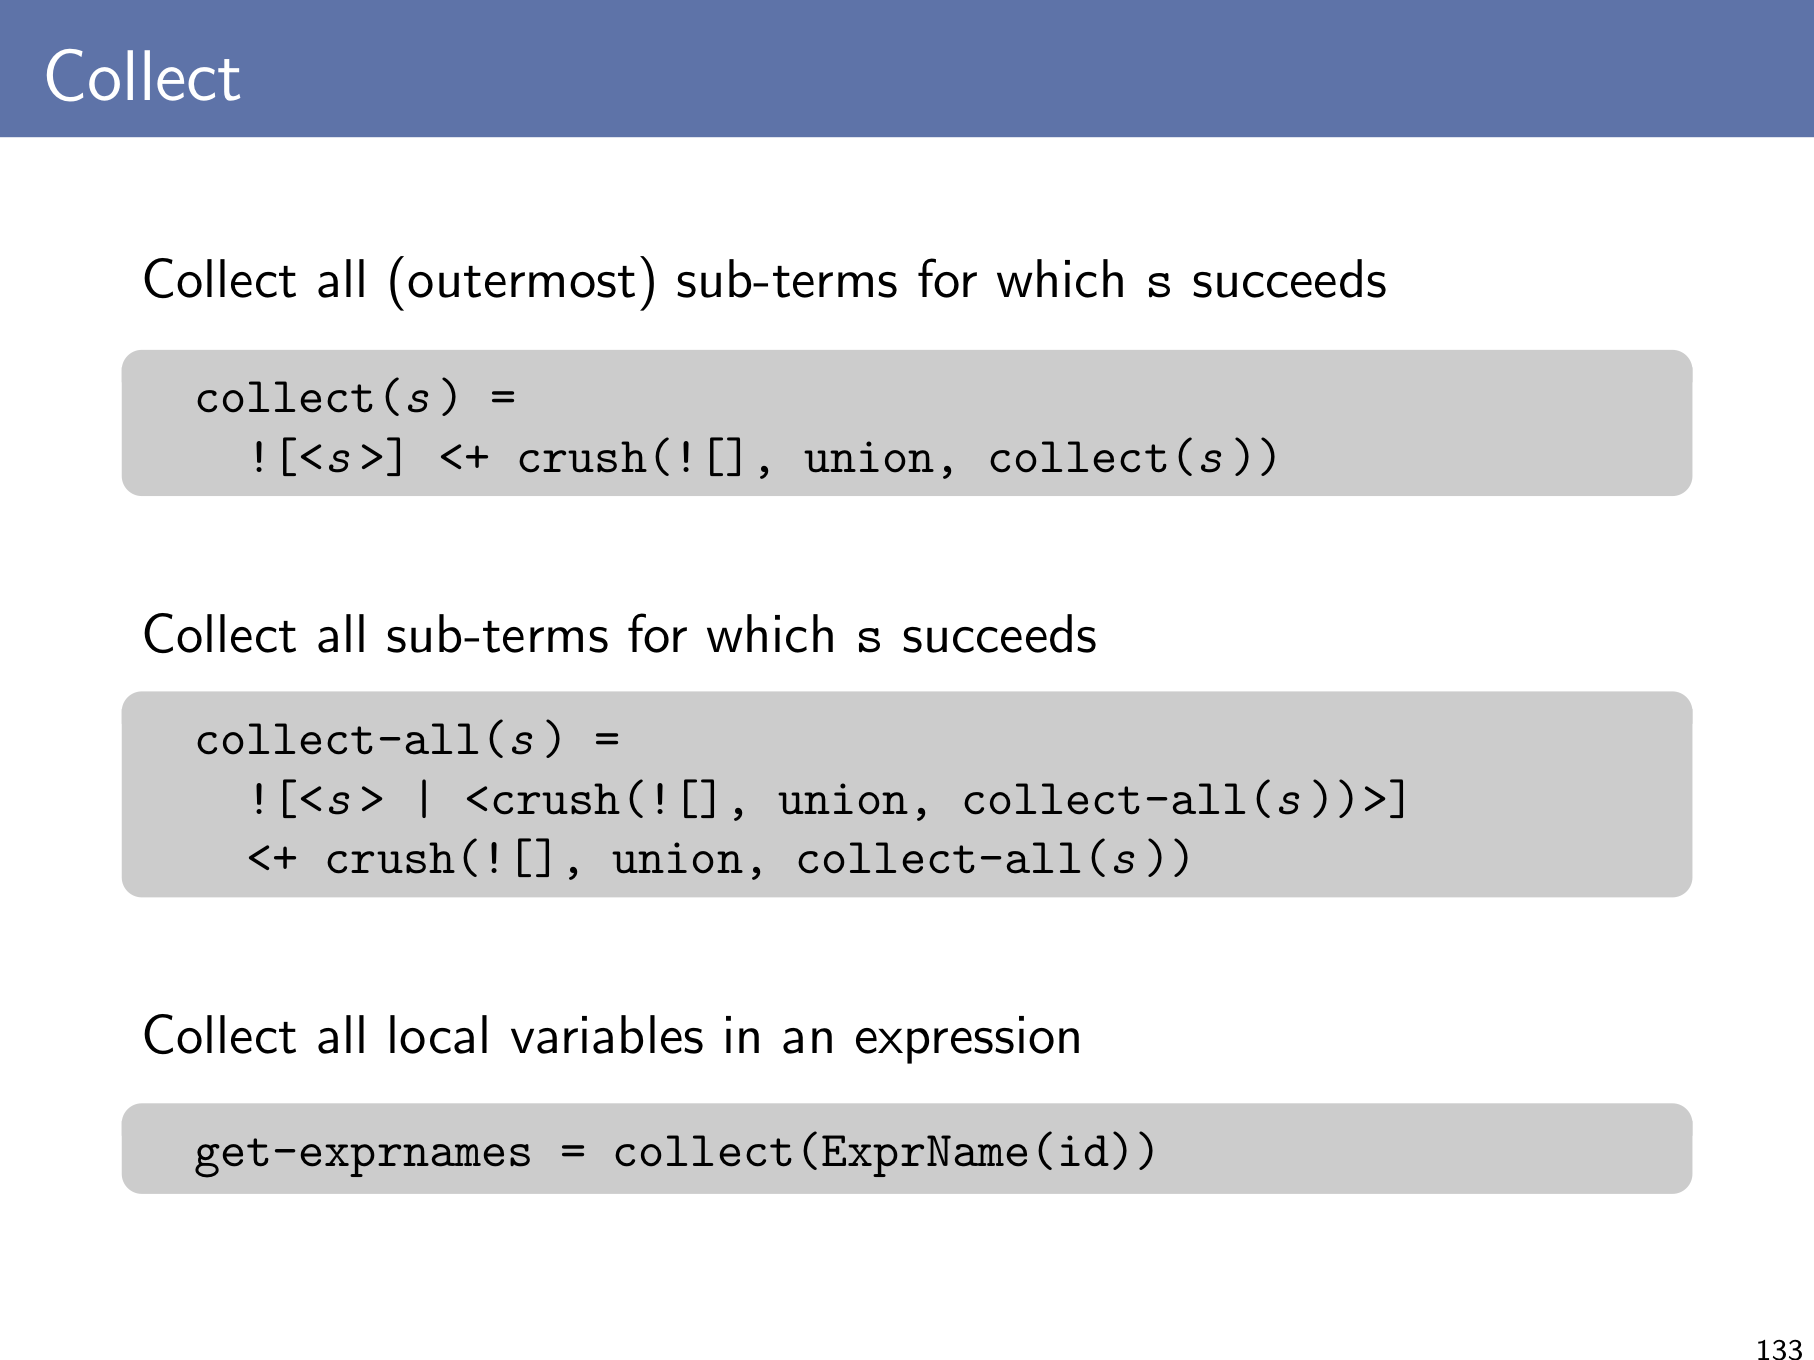 Collect
Collect all (outermost) sub-terms for which s succeeds
collect(s) =
  ![<s>] <+ crush(![], union, collect(s))
Collect all sub-terms for which s succeeds
collect-all(s) =
  ![<s> | <crush(![], union, collect-all(s))>]
  <+ crush(![], union, collect-all(s))
Collect all local variables in an expression
get-exprnames = collect(ExprName(id))
133